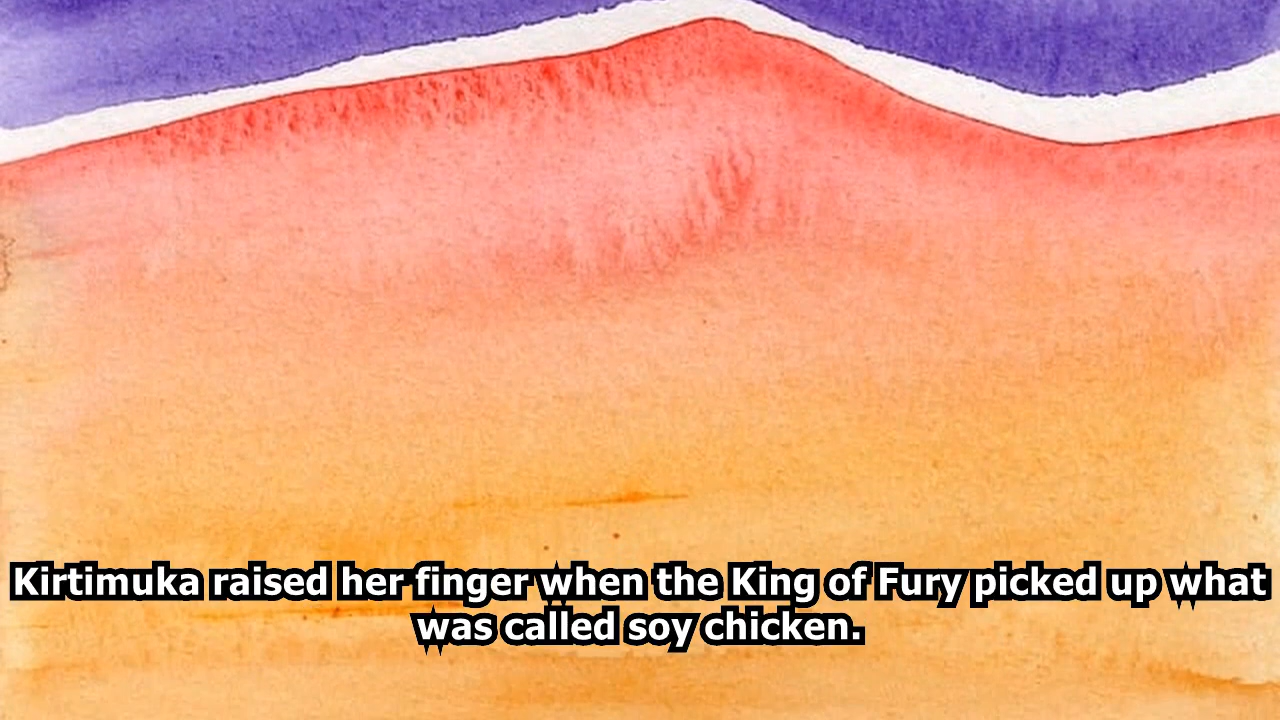 Kirtimuka raised her finger when the King of Fury picked up what
was called soy chicken.